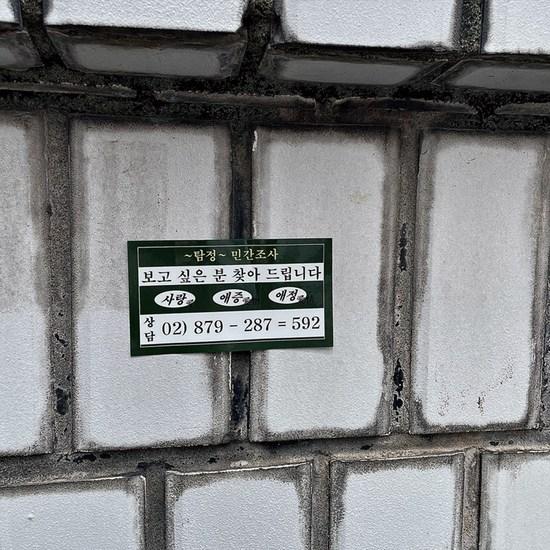 ~탐정~ 민간조사
보고 싶은 분 찾아 드립니다
사랑 애증 애정
상담 02) 879 - 287 = 592